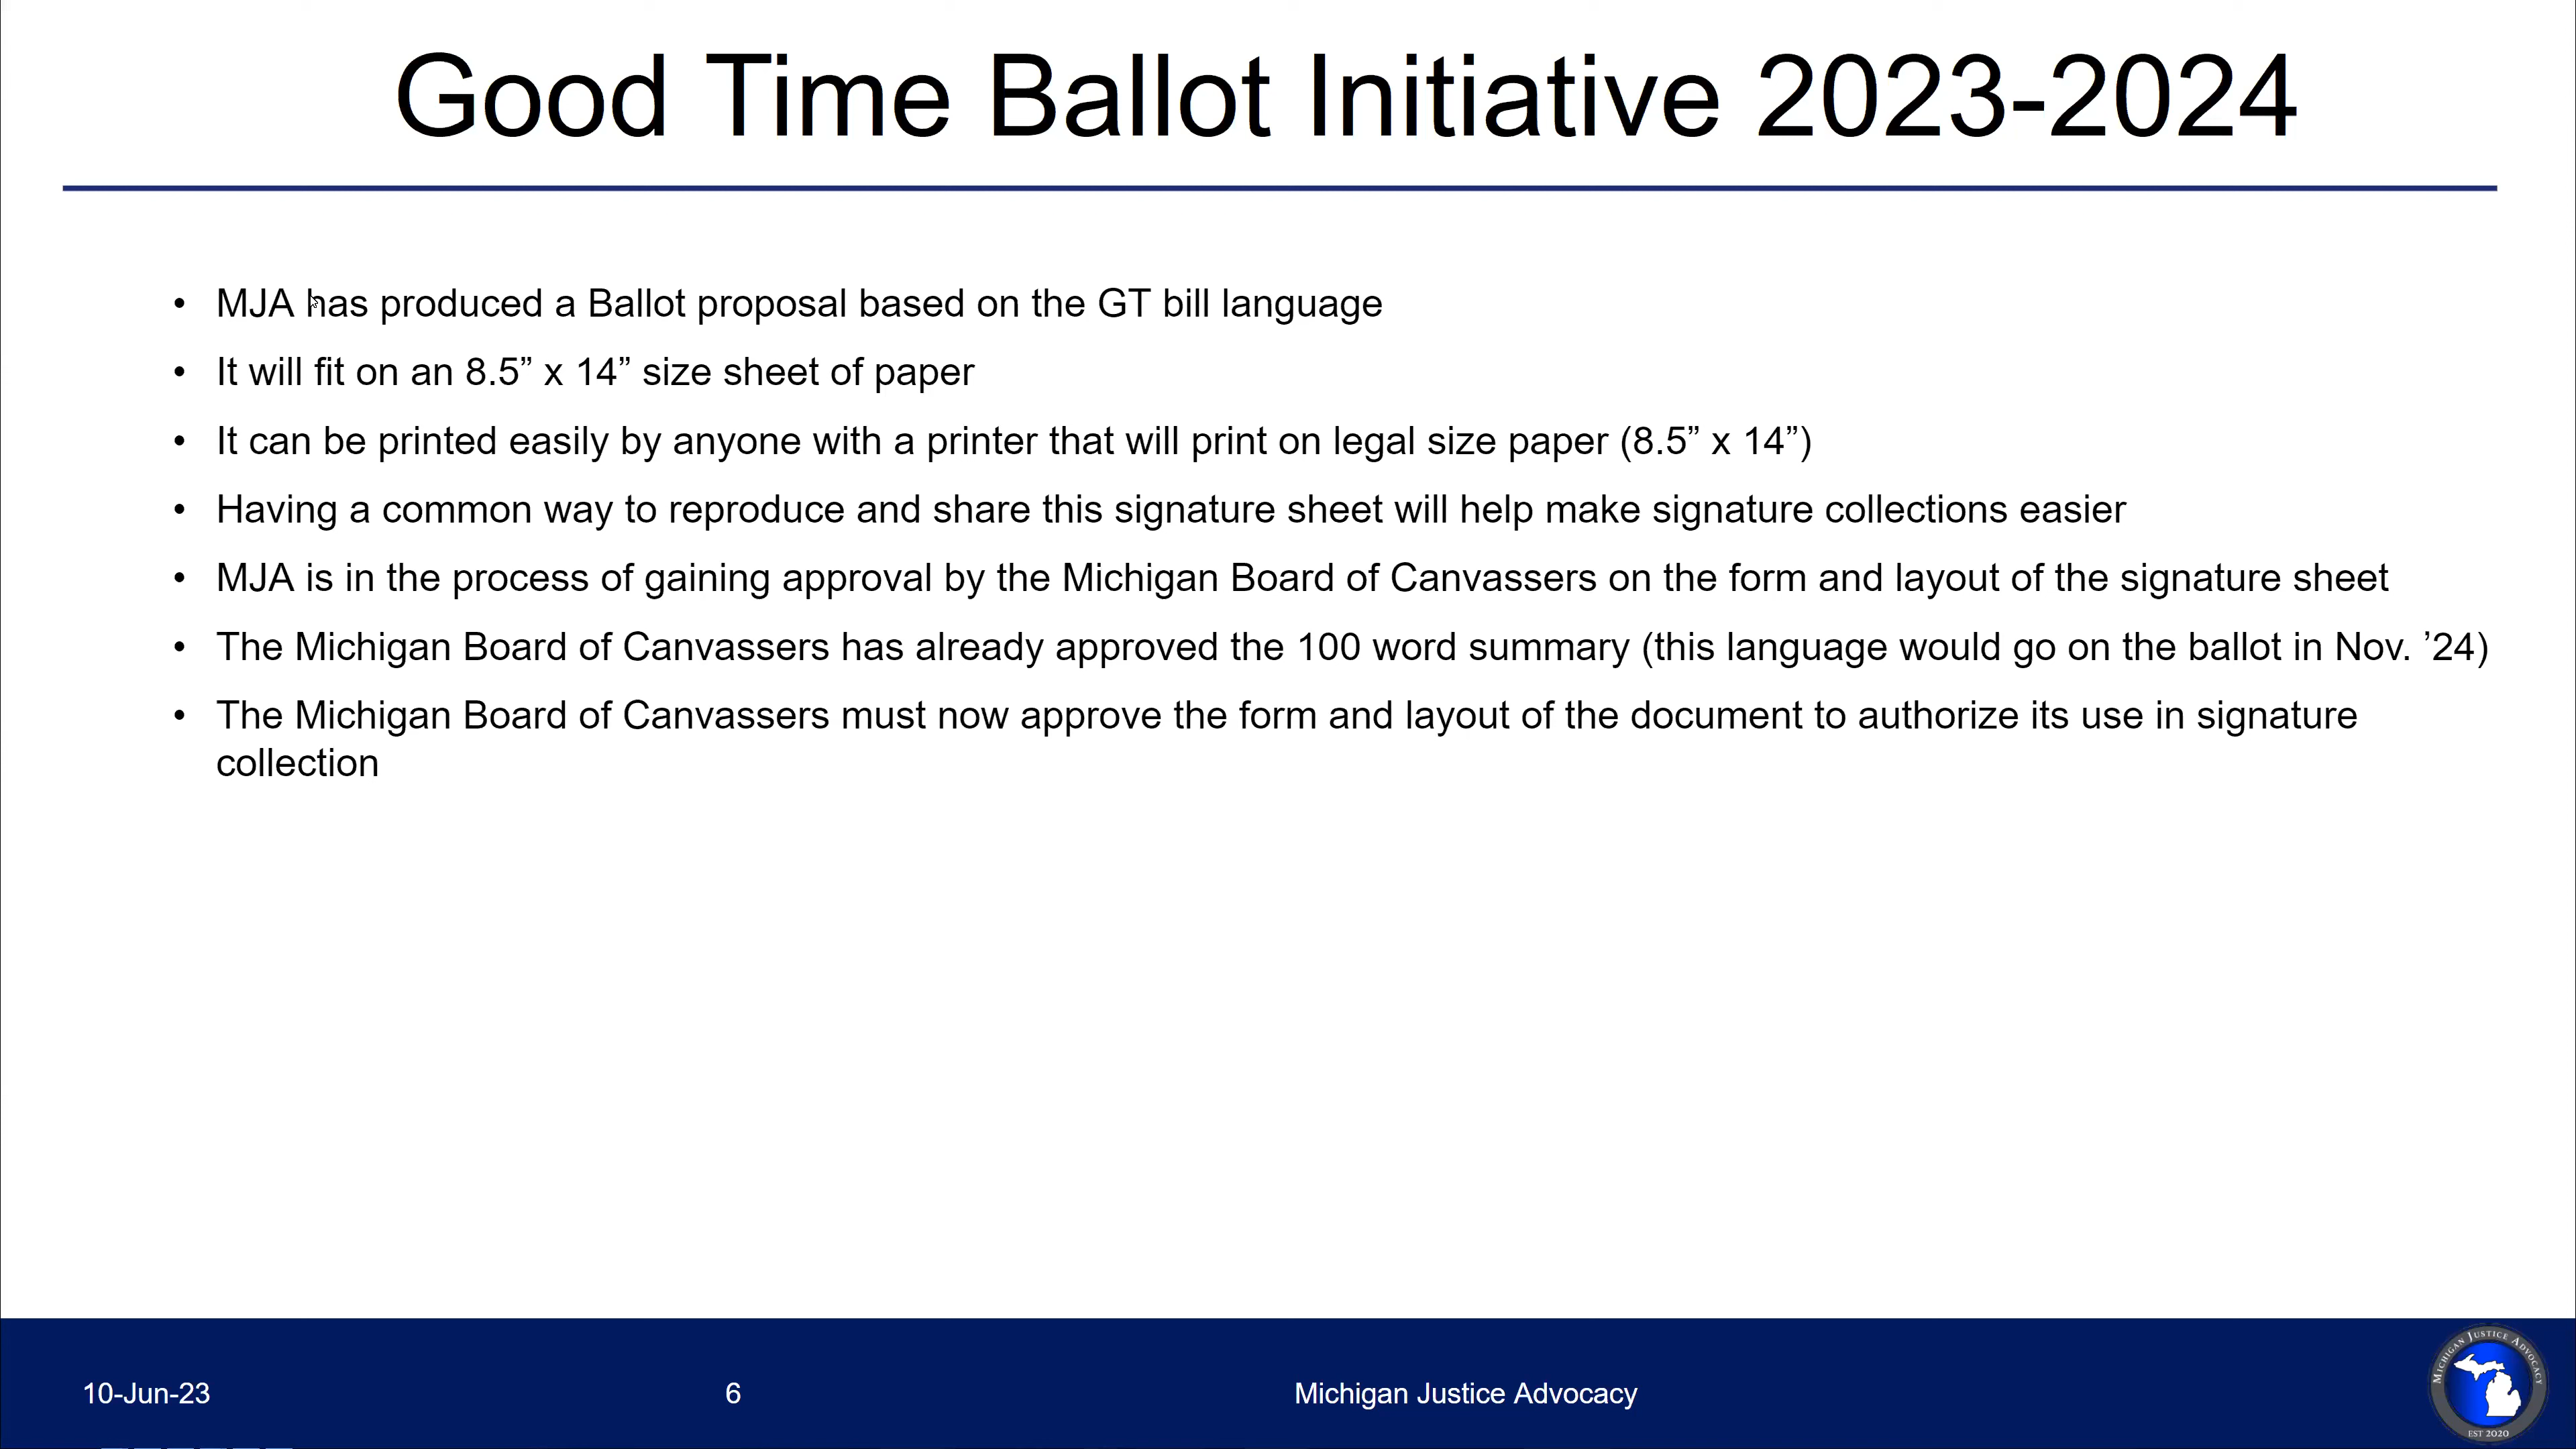 Good Time Ballot Initiative 2023-2024
• MJA has produced a Ballot proposal based on the GT bill language
• It will fit on an 8.5” x 14” size sheet of paper
• It can be printed easily by anyone with a printer that will print on legal size paper (8.5” x 14”)
• Having a common way to reproduce and share this signature sheet will help make signature collections easier
• MJA is in the process of gaining approval by the Michigan Board of Canvassers on the form and layout of the signature sheet
• The Michigan Board of Canvassers has already approved the 100 word summary (this language would go on the ballot in Nov. ’24)
• The Michigan Board of Canvassers must now approve the form and layout of the document to authorize its use in signature
collection
10-Jun-23
6
Michigan Justice Advocacy
MICHIGAN JUSTICE ADVOCACY
EST 2020